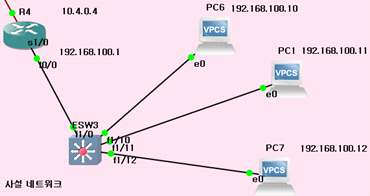 R4 10.4.0.4
s1/0
f0/0
192.168.100.1
PC6 192.168.100.10
VPCS
e0
PC1 192.168.100.11
VPCS
e0
ESW3
f1/0
f1/10
f1/11
f1/12
PC7 192.168.100.12
VPCS
e0
사설 네트워크